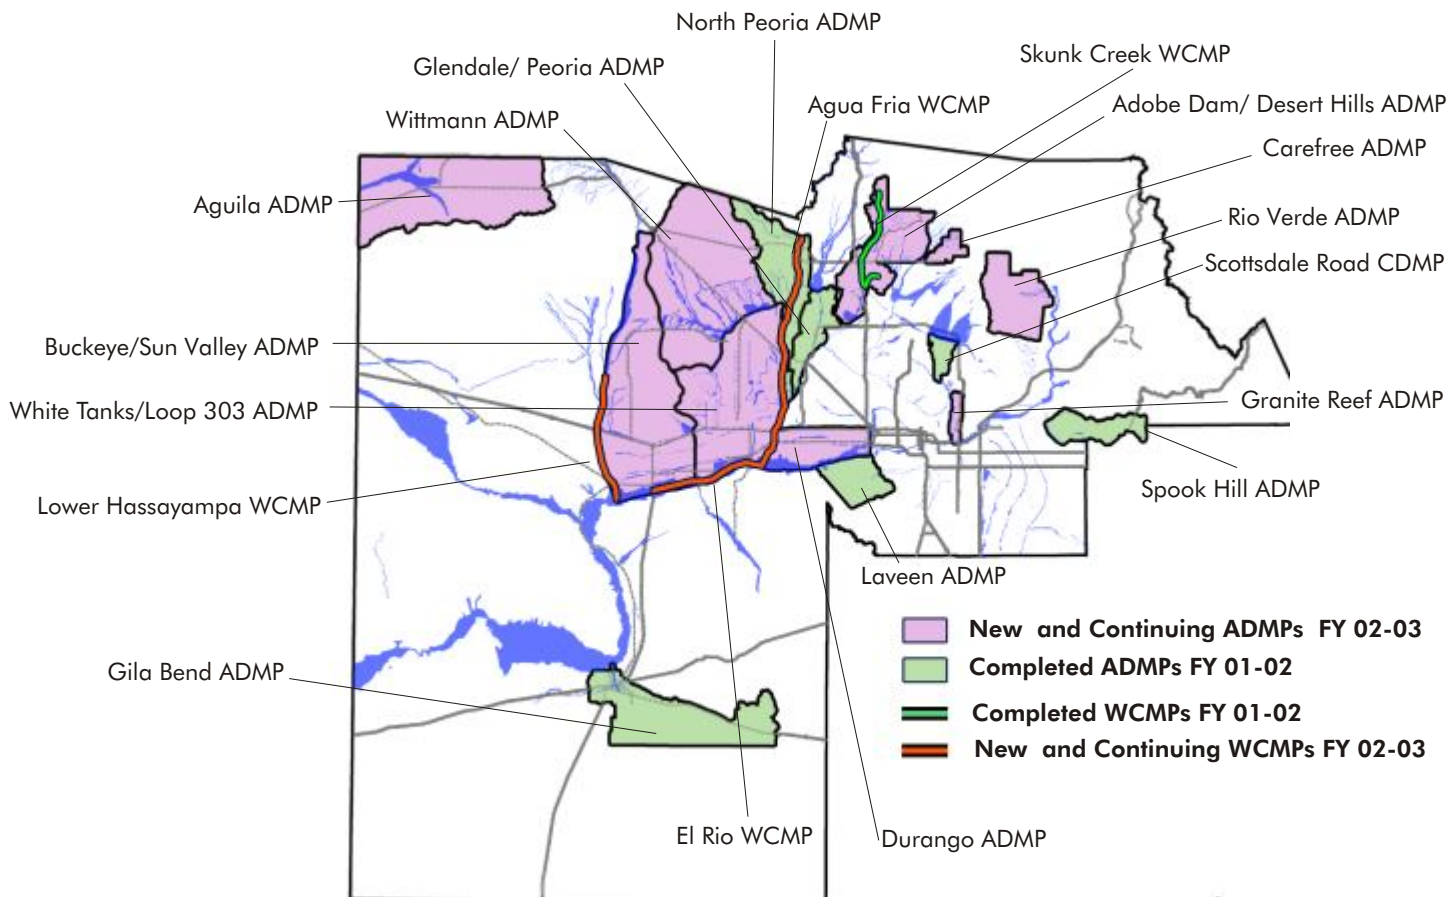 North Peoria ADMP
Skunk Creek WCMP
Glendale/ Peoria ADMP
Agua Fria WCMP
Adobe Dam/ Desert Hills ADMP
Wittmann ADMP
Carefree ADMP
Aguila ADMP
Rio Verde ADMP
Scottsdale Road CDMP
Buckeye/Sun Valley ADMP
White Tanks/Loop 303 ADMP
Granite Reef ADMP
Spook Hill ADMP
Lower Hassayampa WCMP
Laveen ADMP
New and Continuing ADMPs FY 02-03
Completed ADMPs FY 01-02
Gila Bend ADMP
Completed WCMPs FY 01-02
New and Continuing WCMPs FY 02-03
El Rio WCMP
Durango ADMP